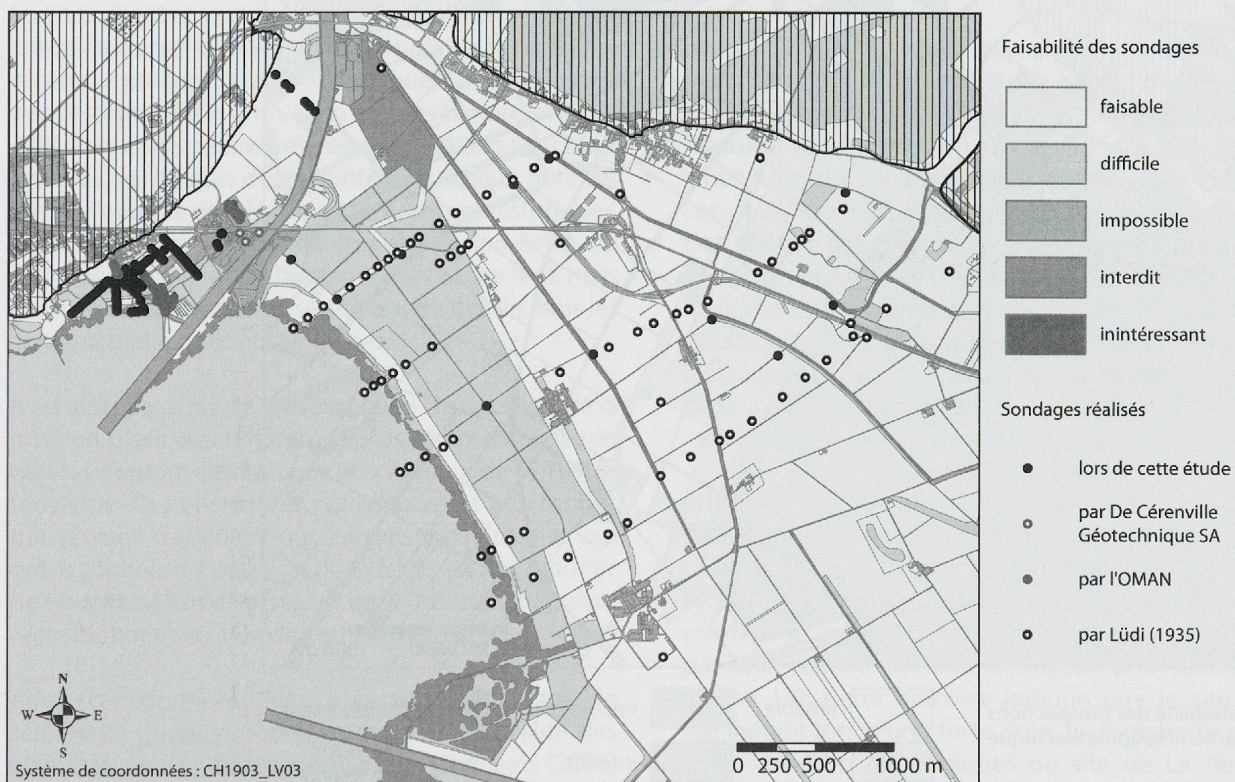 Faisabilité des sondages
faisable
difficile
impossible
interdit
inintéressant
Sondages réalisés
lors de cette étude
par De Cérenville
Géotechnique SA
par l'OMAN
par Lüdi (1935)
N
W E
S
0 250 500 1000 m
Système de coordonnées : CH1903_LV03